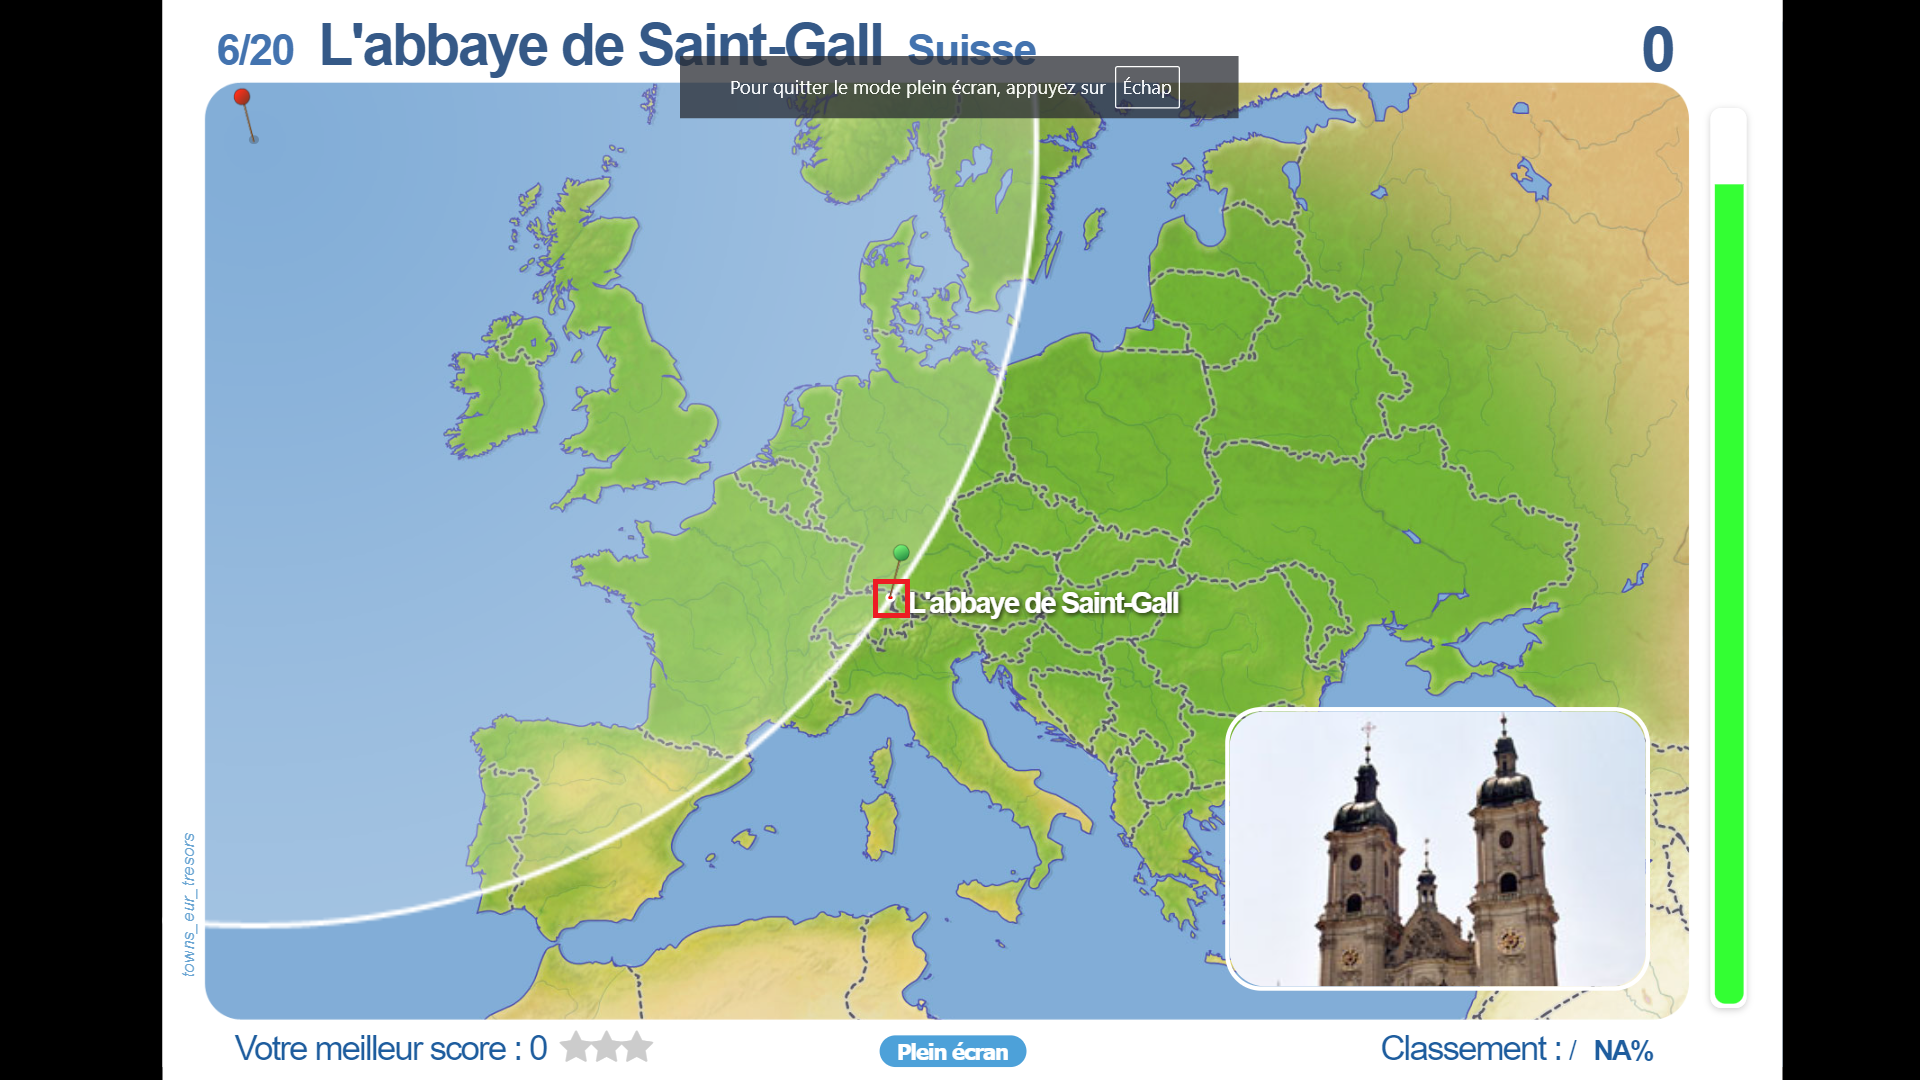 6/20 L'abbaye de Saint-Gall Suisse 0
Pour quitter le mode plein écran, appuyez sur Échap
L'abbaye de Saint-Gall
towns_eur_tresors
Votre meilleur score : 0
Plein écran
Classement : / NA%